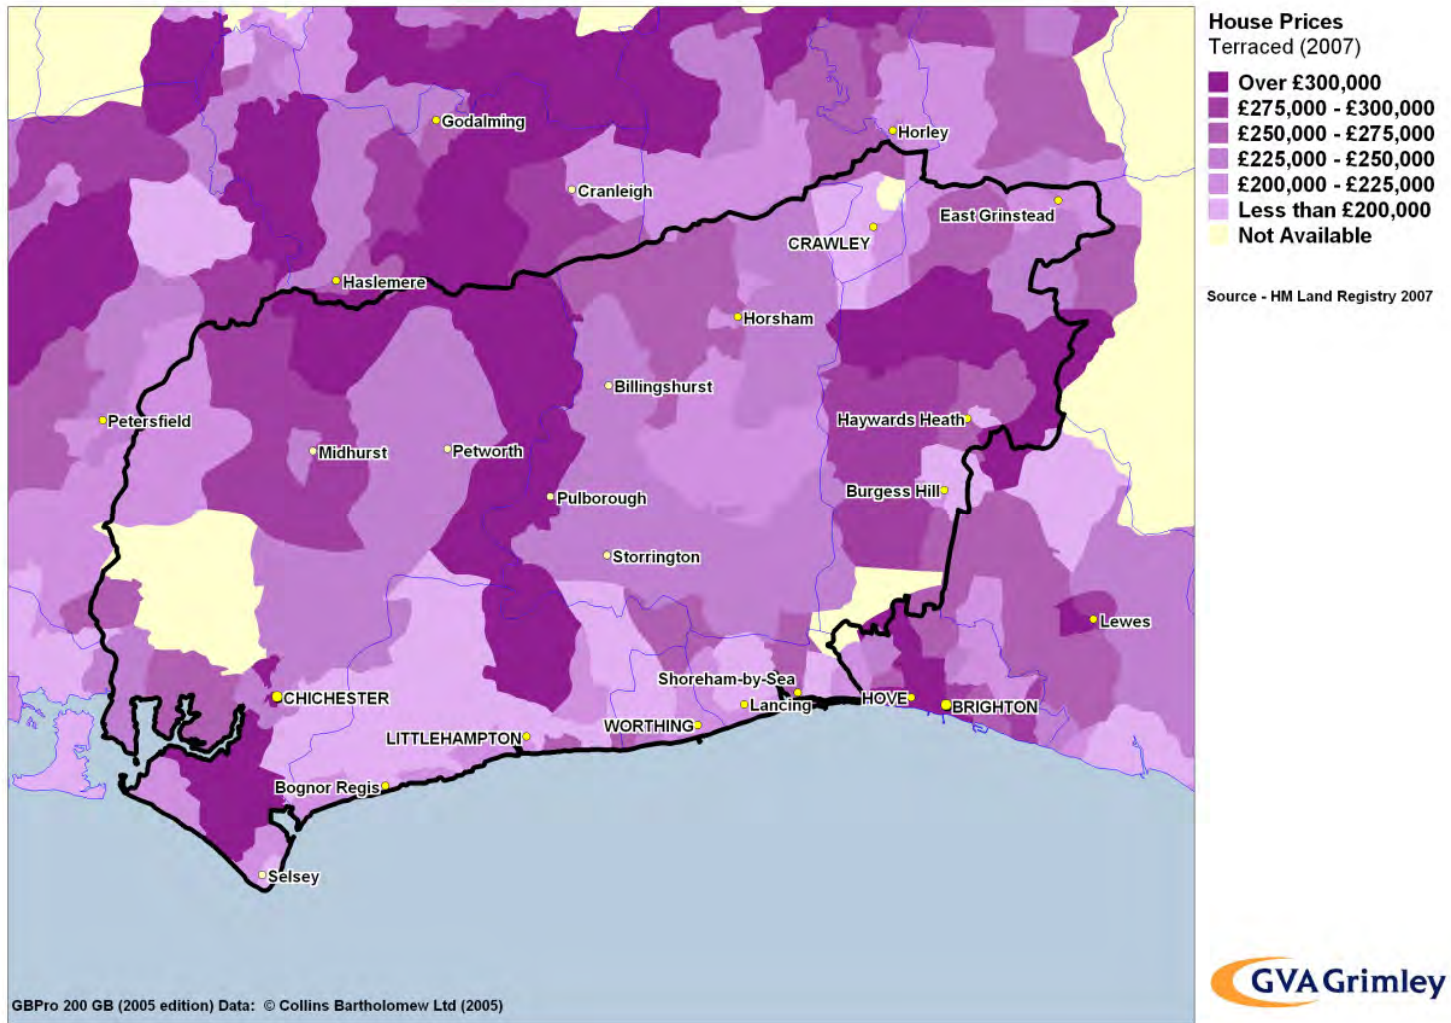 House Prices
Terraced (2007)
Over £300,000
£275,000 - £300,000
£250,000 - £275,000
£225,000 - £250,000
£200,000 - £225,000
Less than £200,000
Not Available
Source - HM Land Registry 2007
Godalming
Horley
Cranleigh
East Grinstead
CRAWLEY
Haslemere
Horsham
Billingshurst
Petersfield
Haywards Heath
Midhurst
Petworth
Burgess Hill
Pulborough
Storrington
Lewes
Shoreham-by-Sea
CHICHESTER
HOVE
Lancing
BRIGHTON
WORTHING
LITTLEHAMPTON
Bognor Regis
Selsey
GVA Grimley
GBPro 200 GB (2005 edition) Data: © Collins Bartholomew Ltd (2005)